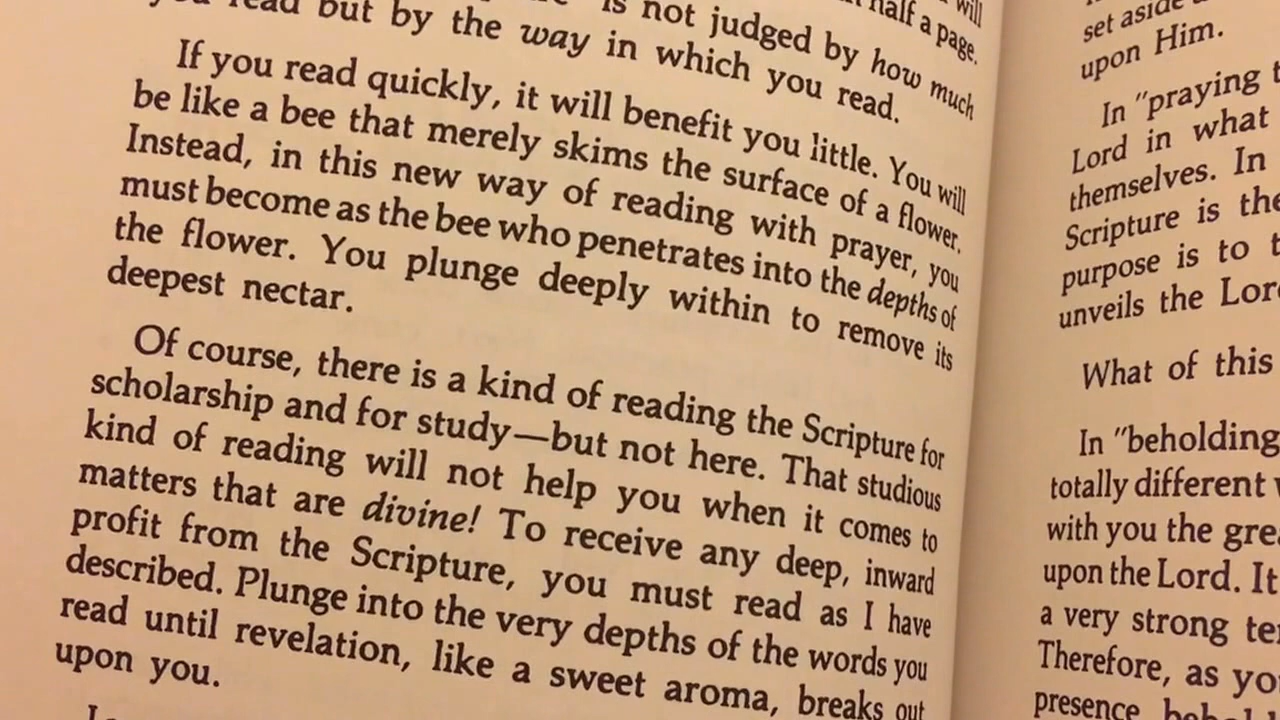 will
half a page.
is not judged by how much
you read but by the way in which you read.
If you read quickly, it will benefit you little. You will
be like a bee that merely skims the surface of a flower.
Instead, in this new way of reading with prayer, you
must become as the bee who penetrates into the depths of
the flower. You plunge deeply within to remove its
deepest nectar.
Of course, there is a kind of reading the Scripture for
scholarship and for study—but not here. That studious
kind of reading will not help you when it comes to
matters that are divine! To receive any deep, inward
profit from the Scripture, you must read as I have
described. Plunge into the very depths of the words you
read until revelation, like a sweet aroma, breaks out
upon you.
set aside
upon Him.
In "praying
Lord in what
themselves. In
Scripture is the
purpose is to
unveils the Lord
What of this
In "beholding
totally different
with you the
upon the Lord. It
a very strong
Therefore, as
presence